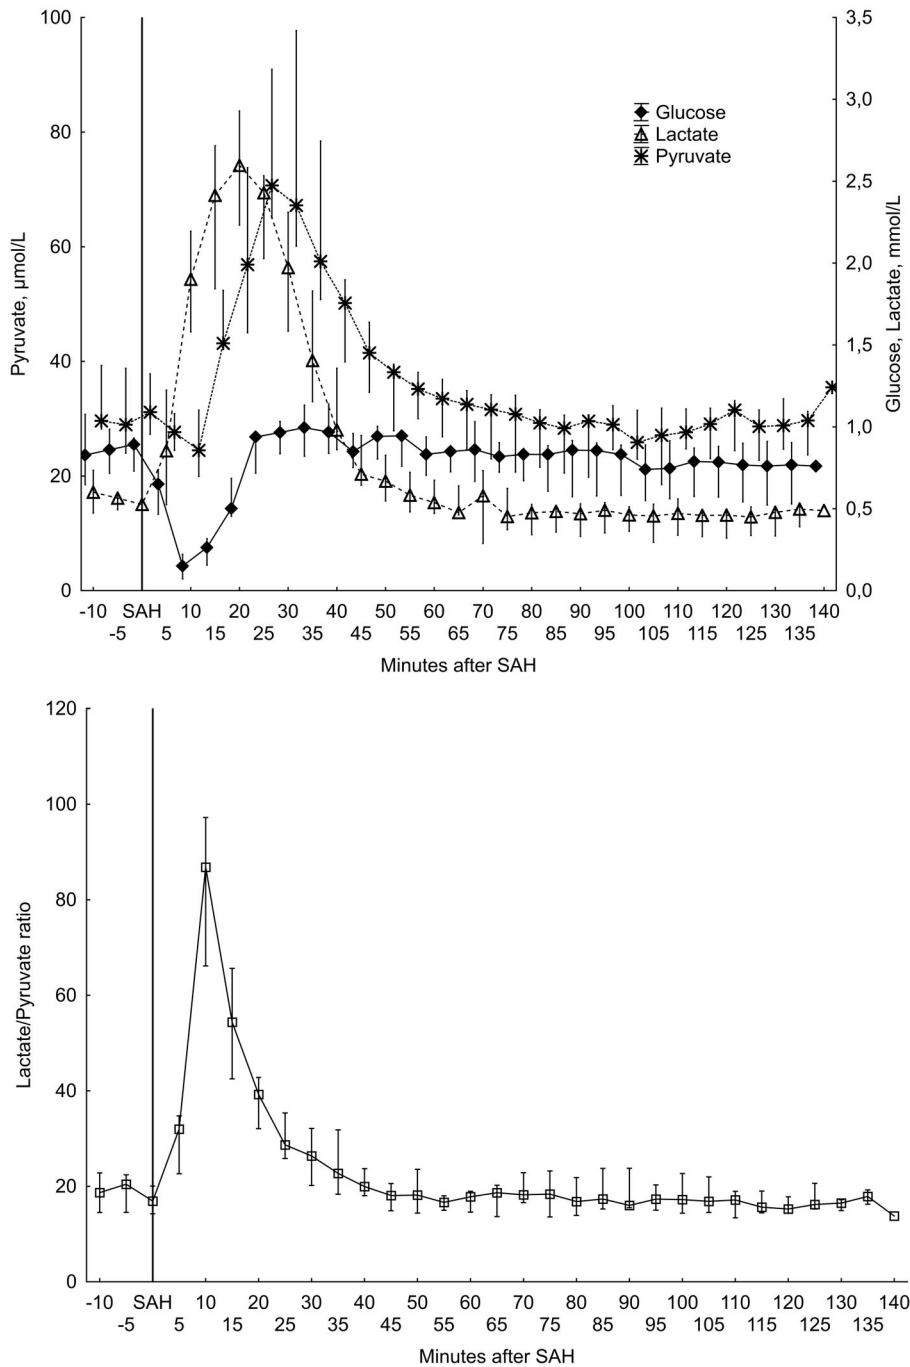 100
80
60
40
20
0
Pyruvate, µmol/L
3,5
3,0
2,5
2,0
1,5
1,0
0,5
0,0
Glucose, Lactate, mmol/L
Glucose
Lactate
Pyruvate
-10 SAH 10 20 30 40 50 60 70 80 90 100 110 120 130 140
-5 5 15 25 35 45 55 65 75 85 95 105 115 125 135
Minutes after SAH
120
100
80
60
40
20
0
Lactate/Pyruvate ratio
-10 SAH 10 20 30 40 50 60 70 80 90 100 110 120 130 140
-5 5 15 25 35 45 55 65 75 85 95 105 115 125 135
Minutes after SAH